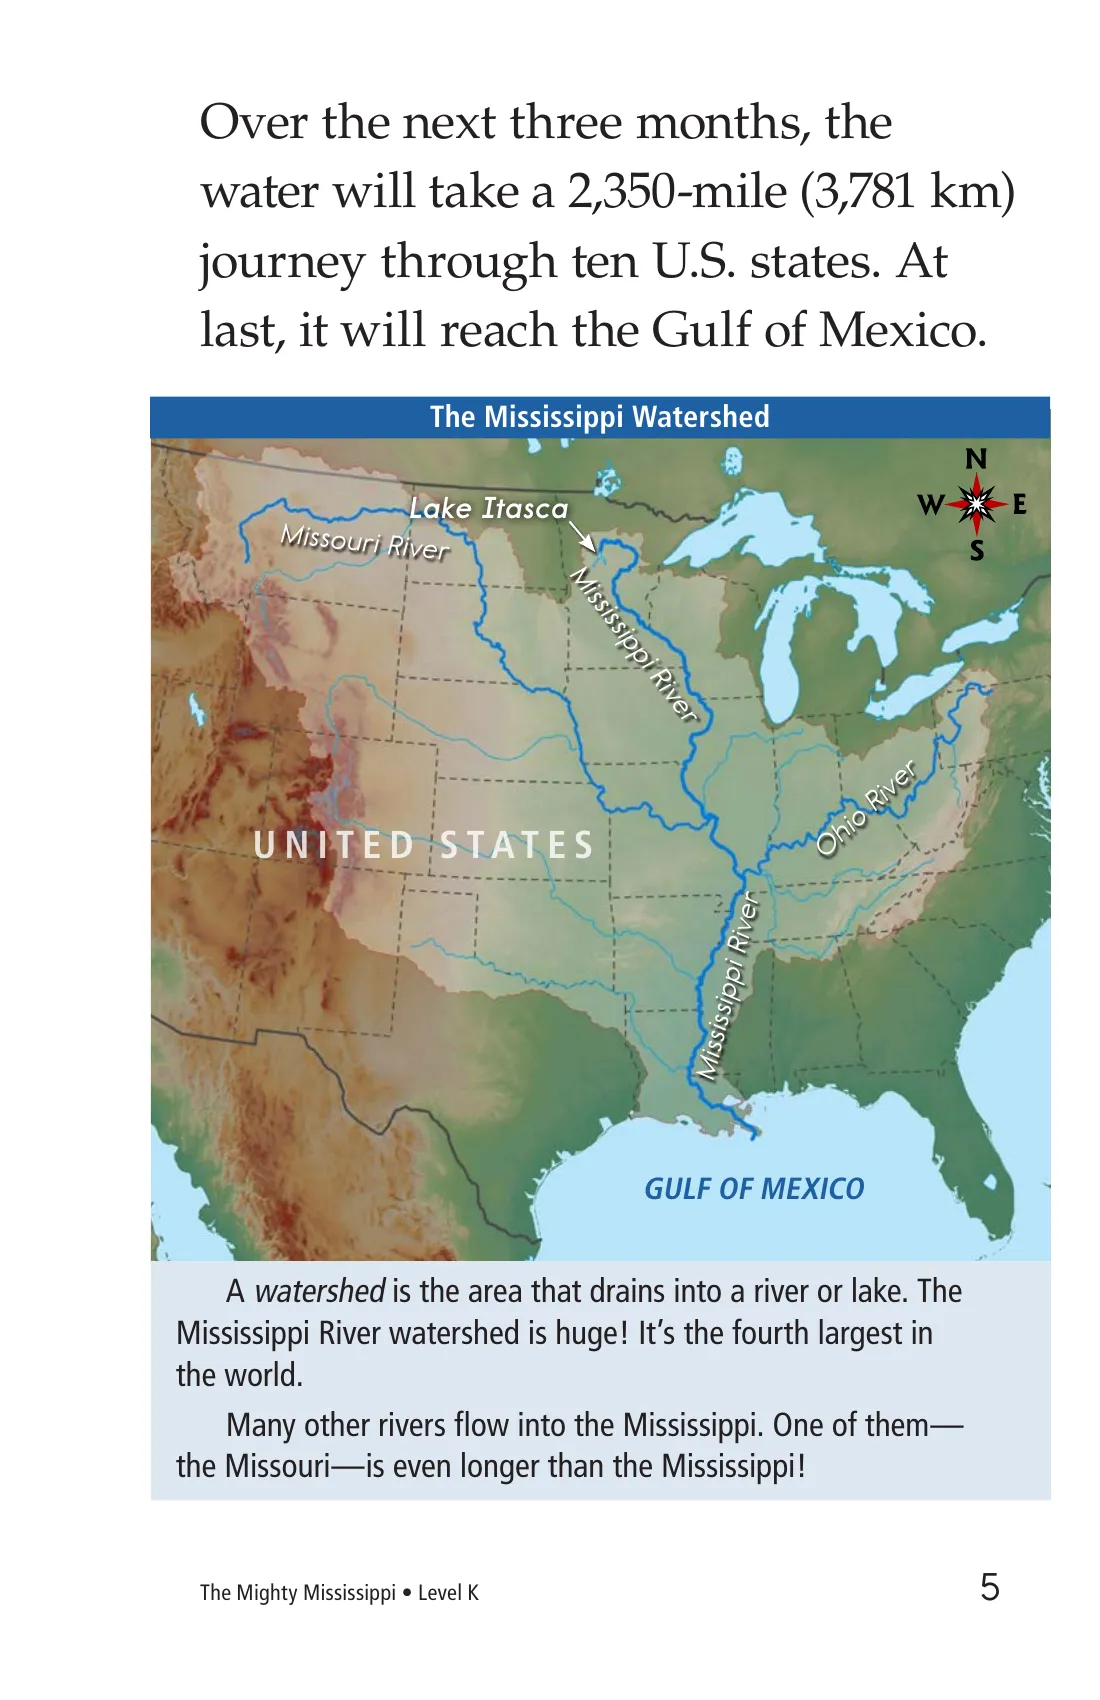 Over the next three months, the
water will take a 2,350-mile (3,781 km)
journey through ten U.S. states. At
last, it will reach the Gulf of Mexico.
The Mississippi Watershed
N
W E
S
Lake Itasca
Missouri River
Mississippi River
Ohio River
UNITED STATES
Mississippi River
GULF OF MEXICO
A watershed is the area that drains into a river or lake. The
Mississippi River watershed is huge! It’s the fourth largest in
the world.
Many other rivers flow into the Mississippi. One of them—
the Missouri—is even longer than the Mississippi!
The Mighty Mississippi • Level K
5